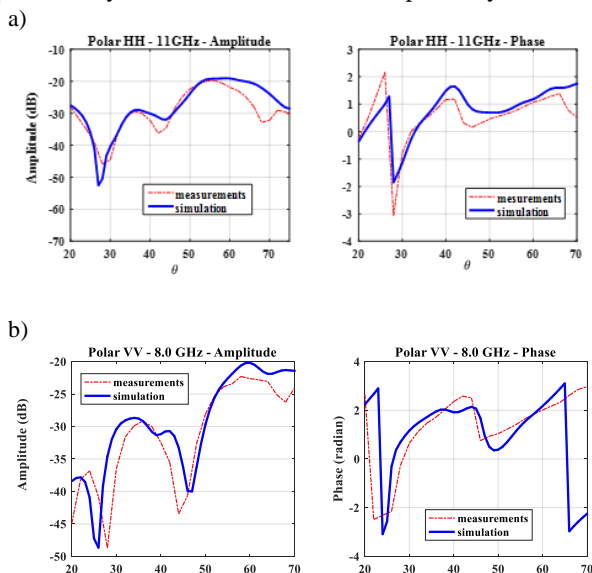 a)
Polar HH - 11GHz - Amplitude
Amplitude (dB)
-10
-20
-30
-40
-50
-60
-70
measurements
simulation
20 30 40 50 60 70
θ
Polar HH - 11GHz - Phase
3
2
1
0
-1
-2
-3
-4
mesurements
simulation
20 30 40 50 60 70
θ
b)
Polar VV - 8.0 GHz - Amplitude
Amplitude (dB)
-20
-25
-30
-35
-40
-45
-50
measurements
simulation
20 30 40 50 60 70
Polar VV - 8.0 GHz - Phase
Phase (radian)
4
2
0
-2
-4
measurements
simulation
20 30 40 50 60 70